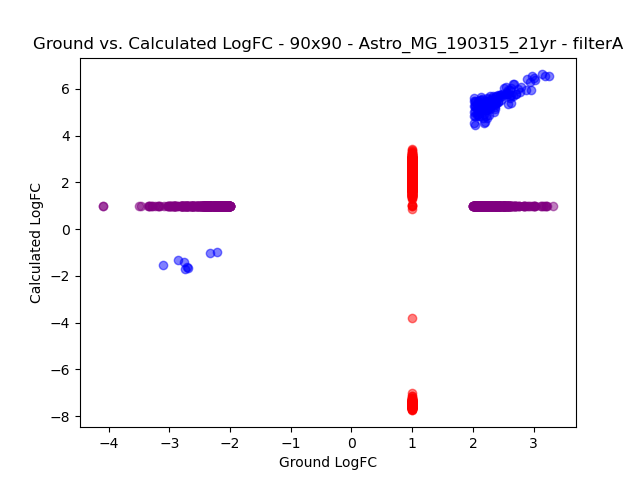 Ground vs. Calculated LogFC - 90x90 - Astro_MG_190315_21yr - filterA
6
4
2
0
−2
−4
−6
−8
Calculated LogFC
−4 −3 −2 −1 0 1 2 3
Ground LogFC